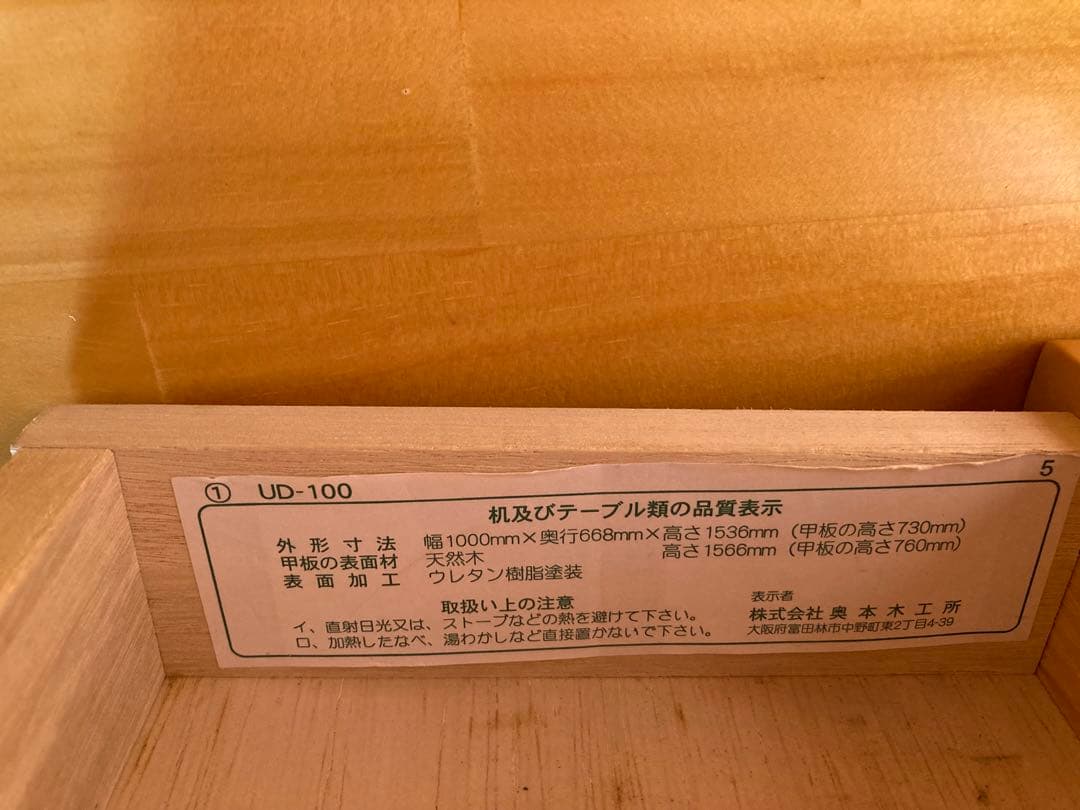 ① UD-100
5
机及びテーブル類の品質表示
外形寸法 幅1000mm×奥行668mm×高さ1536mm（甲板の高さ730mm）
高さ1566mm（甲板の高さ760mm）
甲板の表面材 天然木
表面加工 ウレタン樹脂塗装
取扱い上の注意
イ、直射日光又は、ストーブなどの熱を避けて下さい。
ロ、加熱したなべ、湯わかしなど直接置かないで下さい。
表示者
株式会社奥本木工所
大阪府富田林市中野町東2丁目4-39